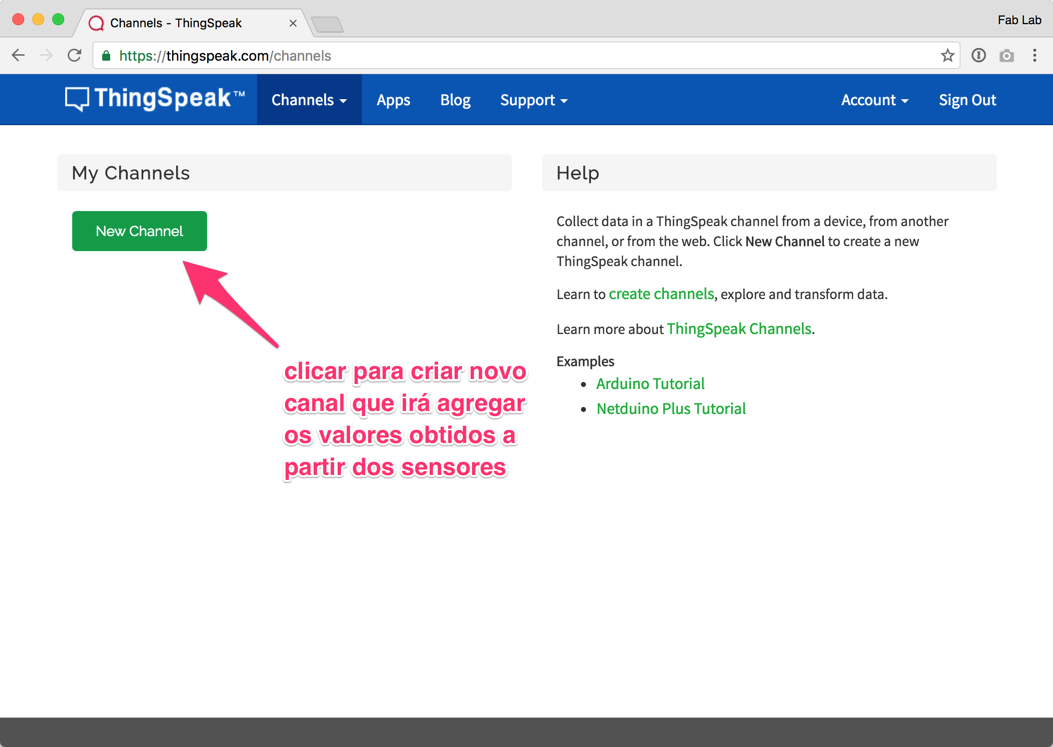 Channels - ThingSpeak
Fab Lab
https://thingspeak.com/channels
ThingSpeak™
Channels
Apps
Blog
Support
Account
Sign Out
My Channels
New Channel
clicar para criar novo
canal que irá agregar
os valores obtidos a
partir dos sensores
Help
Collect data in a ThingSpeak channel from a device, from another
channel, or from the web. Click New Channel to create a new
ThingSpeak channel.
Learn to create channels, explore and transform data.
Learn more about ThingSpeak Channels.
Examples
• Arduino Tutorial
• Netduino Plus Tutorial